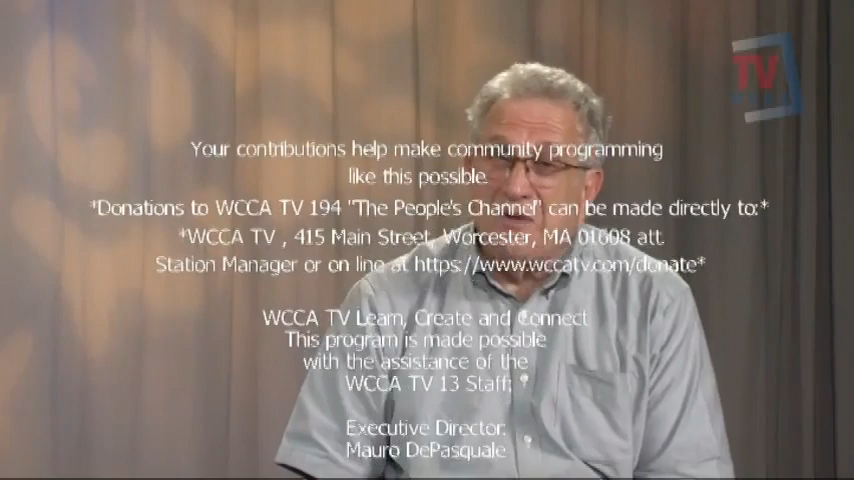 TV
Your contributions help make community programming
like this possible.
*Donations to WCCA TV 194 "The People's Channel" can be made directly to:*
*WCCA TV , 415 Main Street, Worcester, MA 01608 att.
Station Manager or on line at https://www.wccatv.com/donate*
WCCA TV Learn, Create and Connect
This program is made possible
with the assistance of the
WCCA TV 13 Staff:
Executive Director:
Mauro DePasquale